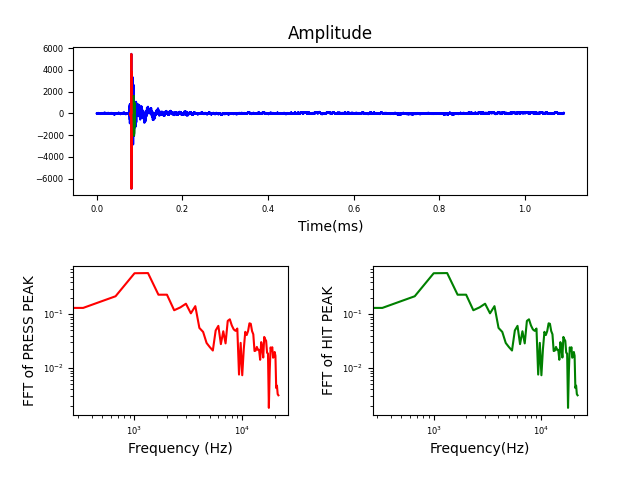 Amplitude
6000
4000
2000
0
−2000
−4000
−6000
0.0 0.2 0.4 0.6 0.8 1.0
Time(ms)
FFT of PRESS PEAK
10⁻¹
10⁻²
10³ 10⁴
Frequency (Hz)
FFT of HIT PEAK
10⁻¹
10⁻²
10³ 10⁴
Frequency(Hz)